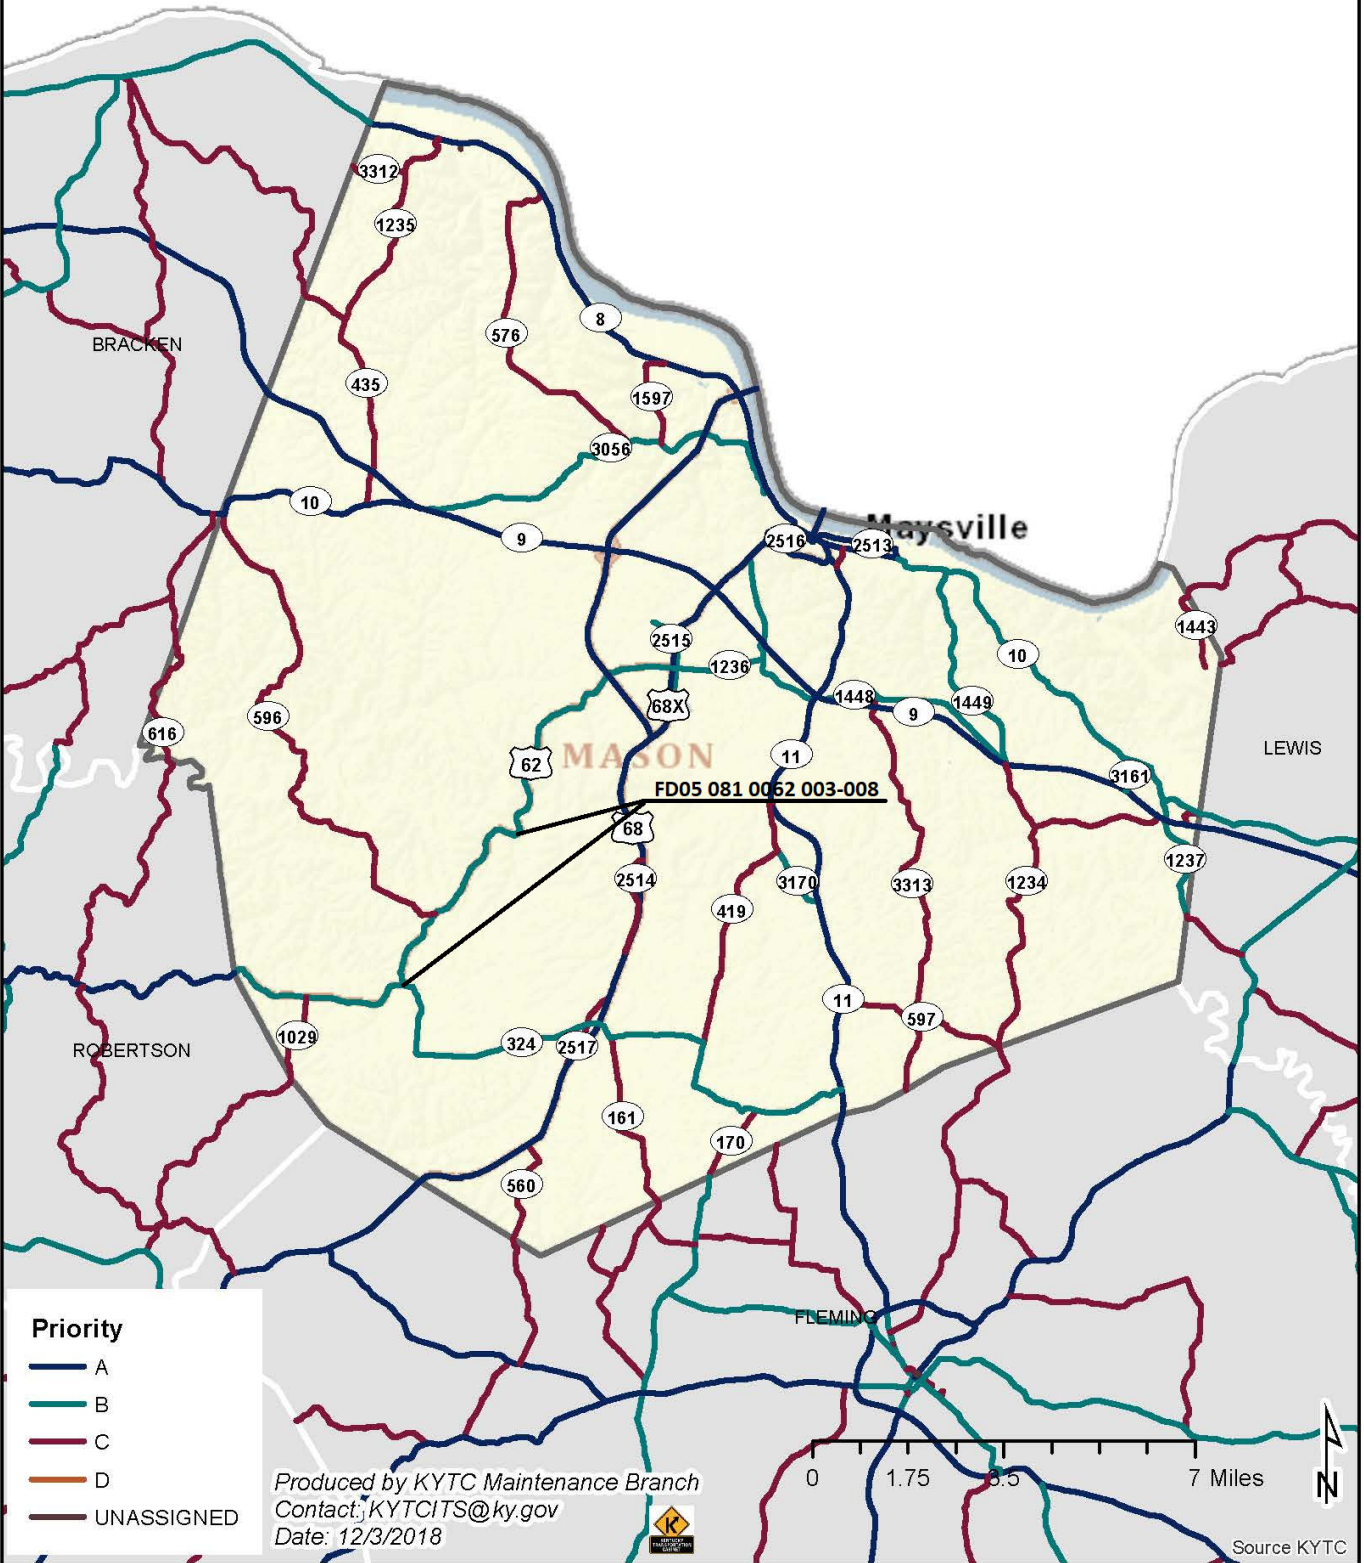 3312
1235
8
576
BRACKEN
435
1597
3056
10
9
2516
Maysville
2513
1443
2515
10
1236
596
68X
1448
1449
9
616
62
MASON
11
LEWIS
3161
FD05 081 0062 003-008
68
2514
3170
3313
1234
1237
419
11
597
1029
324
2517
ROBERTSON
161
170
560
FLEMING
Priority
A
B
C
D
UNASSIGNED
Produced by KYTC Maintenance Branch
Contact: KYTCITS@ky.gov
Date: 12/3/2018
KENTUCKY
TRANSPORTATION
CABINET
0 1.75 3.5 7 Miles
N
Source KYTC